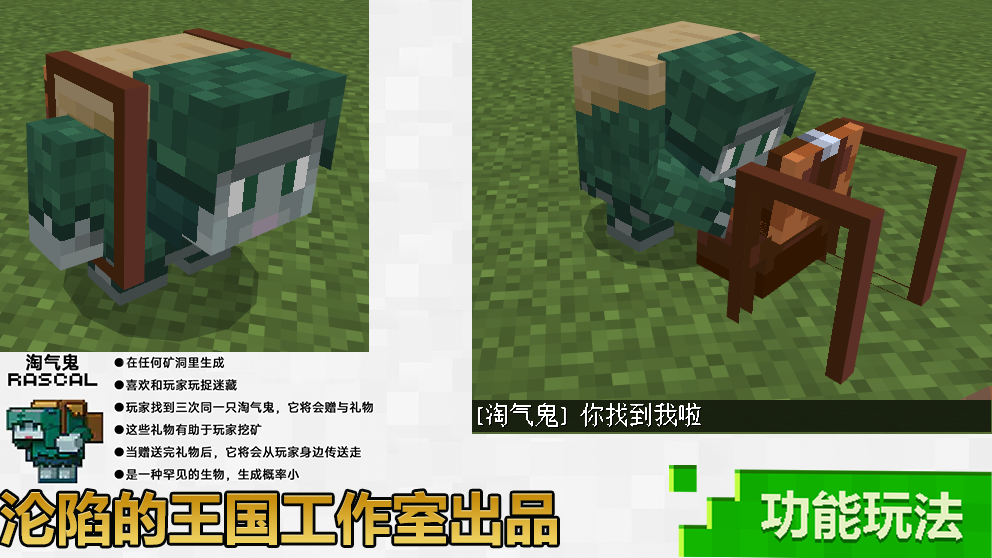 淘气鬼
RASCAL
●在任何矿洞里生成
●喜欢和玩家玩捉迷藏
●玩家找到三次同一只淘气鬼，它将会赠与礼物
●这些礼物有助于玩家挖矿
●当赠送完礼物后，它将会从玩家身边传送走
●是一种罕见的生物，生成概率小
[淘气鬼] 你找到我啦
沦陷的王国工作室出品
功能玩法